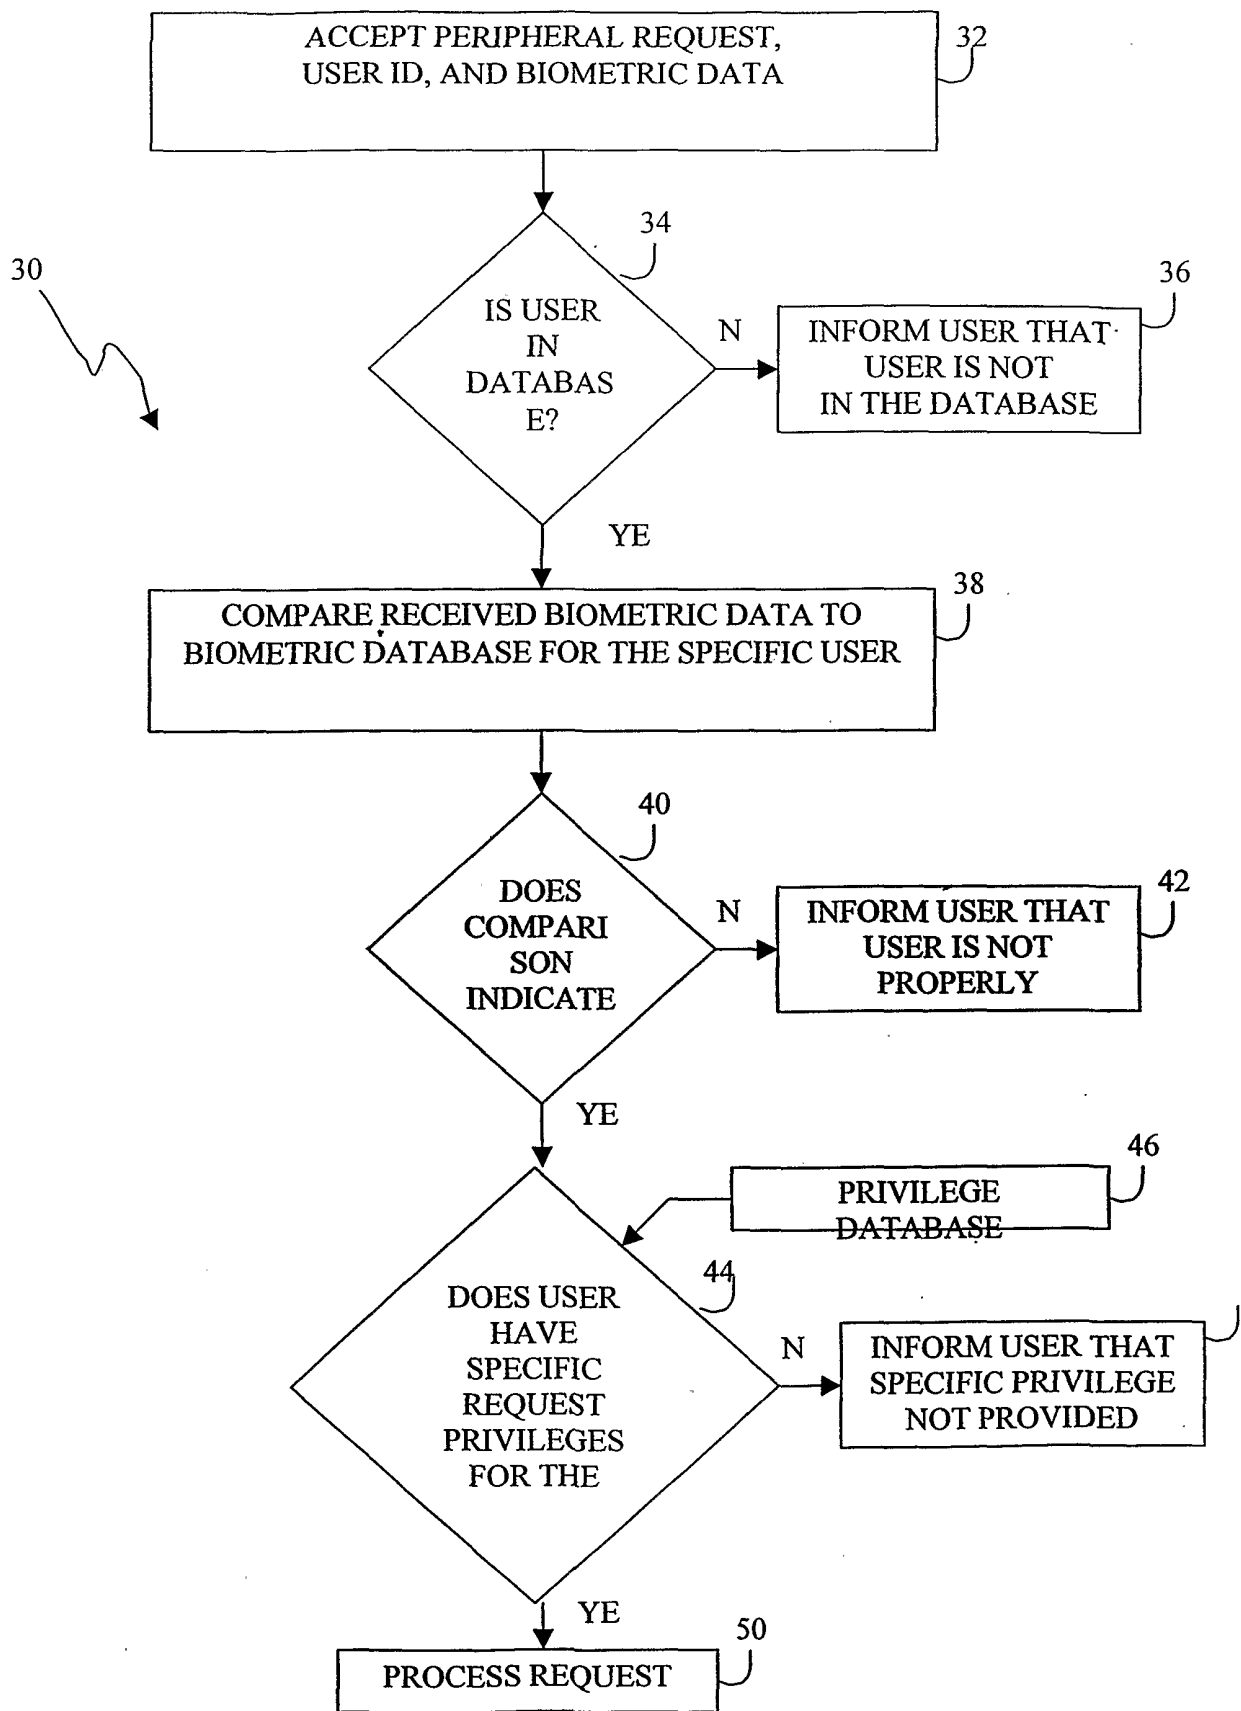 ACCEPT PERIPHERAL REQUEST,
USER ID, AND BIOMETRIC DATA
32
34
30
IS USER
IN
DATABAS
E?
N
36
INFORM USER THAT
USER IS NOT
IN THE DATABASE
YE
38
COMPARE RECEIVED BIOMETRIC DATA TO
BIOMETRIC DATABASE FOR THE SPECIFIC USER
40
DOES
COMPARI
SON
INDICATE
N
42
INFORM USER THAT
USER IS NOT
PROPERLY
YE
46
PRIVILEGE
DATABASE
44
DOES USER
HAVE
SPECIFIC
REQUEST
PRIVILEGES
FOR THE
N
INFORM USER THAT
SPECIFIC PRIVILEGE
NOT PROVIDED
YE
50
PROCESS REQUEST